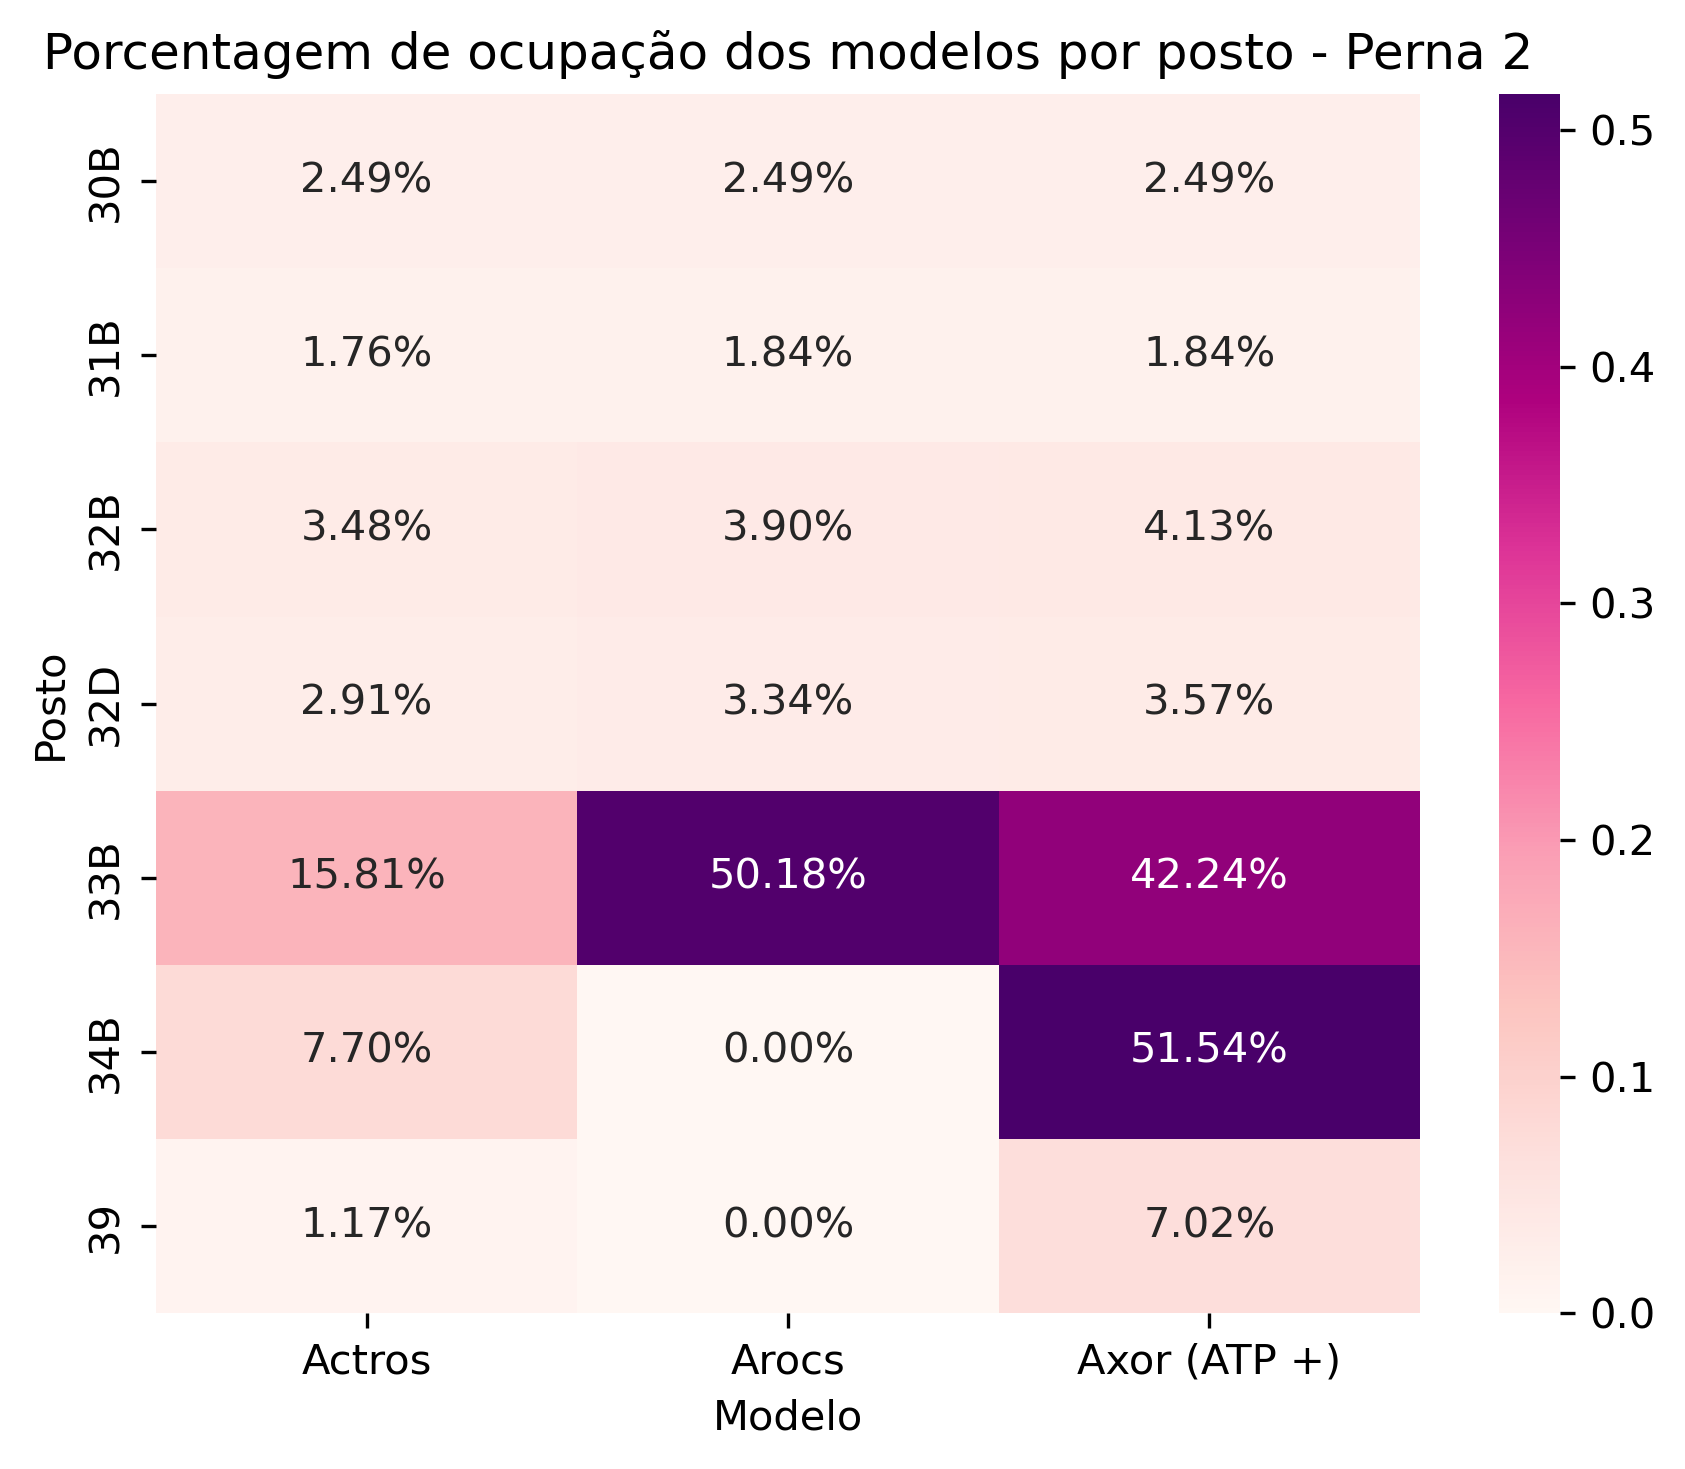 Porcentagem de ocupação dos modelos por posto - Perna 2
Posto
30B 2.49% 2.49% 2.49%
31B 1.76% 1.84% 1.84%
32B 3.48% 3.90% 4.13%
32D 2.91% 3.34% 3.57%
33B 15.81% 50.18% 42.24%
34B 7.70% 0.00% 51.54%
39 1.17% 0.00% 7.02%
Actros Arocs Axor (ATP +)
Modelo
0.5
0.4
0.3
0.2
0.1
0.0